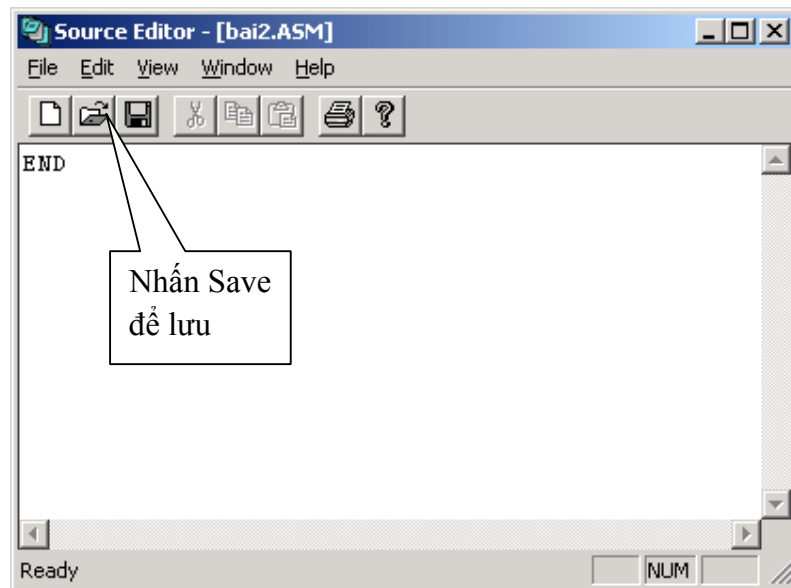 Source Editor - [bai2.ASM]
File Edit View Window Help
END
Nhấn Save
để lưu
Ready
NUM